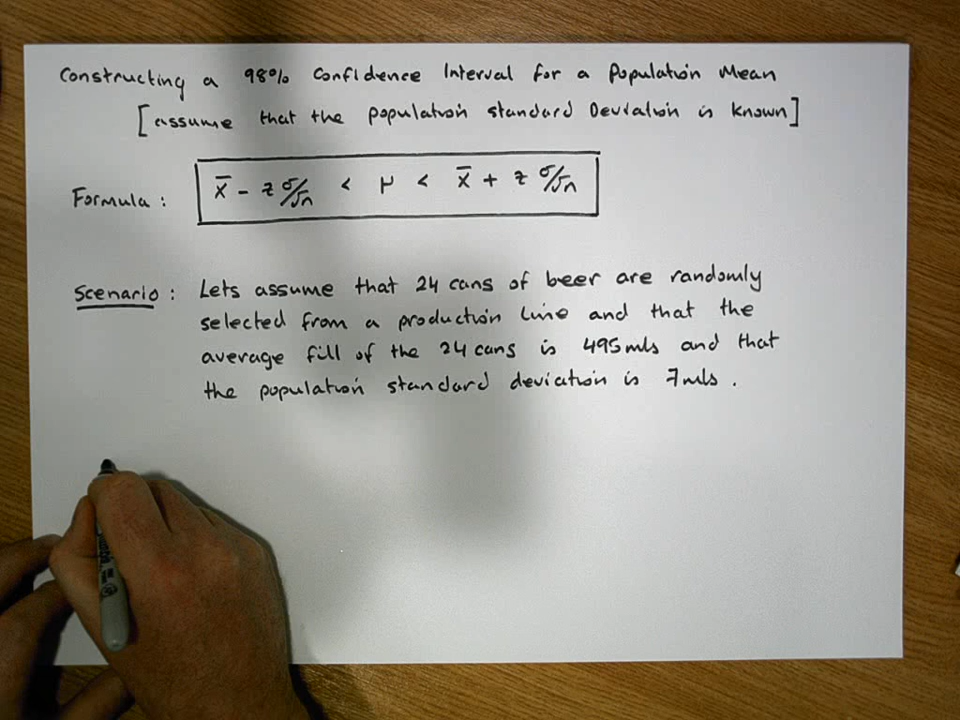 Constructing a 98% Confidence Interval for a Population Mean
[assume that the population standard Deviation is known]
Formula : x̄ - z σ/√n < μ < x̄ + z σ/√n
Scenario : Lets assume that 24 cans of beer are randomly
selected from a production line and that the
average fill of the 24 cans is 495mls and that
the population standard deviation is 7mls .